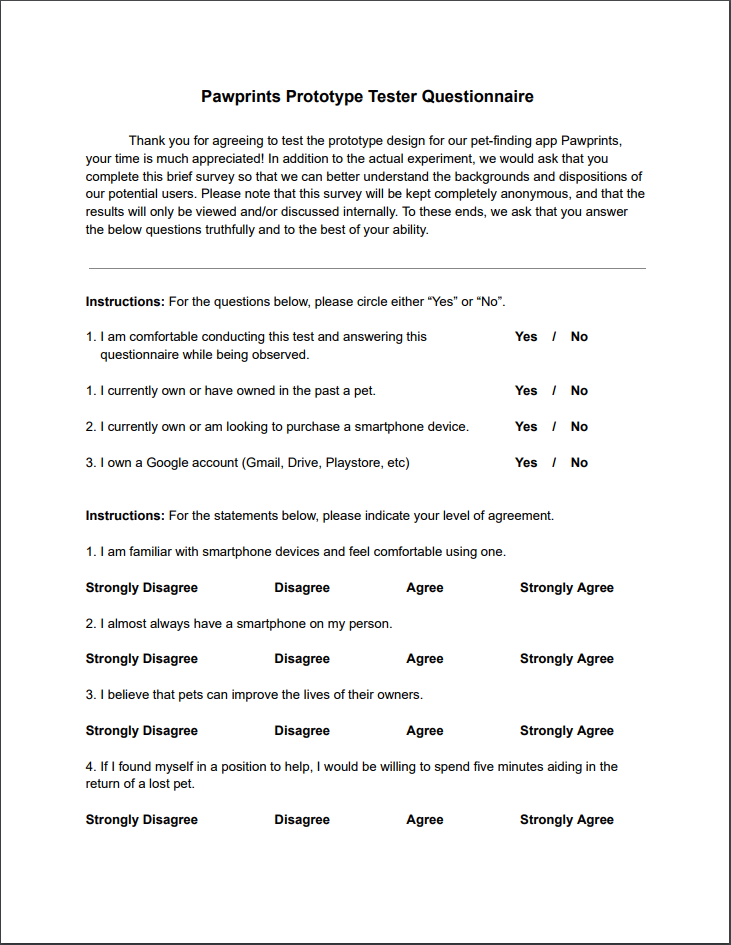 Pawprints Prototype Tester Questionnaire
Thank you for agreeing to test the prototype design for our pet-finding app Pawprints,
your time is much appreciated! In addition to the actual experiment, we would ask that you
complete this brief survey so that we can better understand the backgrounds and dispositions of
our potential users. Please note that this survey will be kept completely anonymous, and that the
results will only be viewed and/or discussed internally. To these ends, we ask that you answer
the below questions truthfully and to the best of your ability.
Instructions: For the questions below, please circle either “Yes” or “No”.
1. I am comfortable conducting this test and answering this Yes / No
questionnaire while being observed.
1. I currently own or have owned in the past a pet. Yes / No
2. I currently own or am looking to purchase a smartphone device. Yes / No
3. I own a Google account (Gmail, Drive, Playstore, etc) Yes / No
Instructions: For the statements below, please indicate your level of agreement.
1. I am familiar with smartphone devices and feel comfortable using one.
Strongly Disagree Disagree Agree Strongly Agree
2. I almost always have a smartphone on my person.
Strongly Disagree Disagree Agree Strongly Agree
3. I believe that pets can improve the lives of their owners.
Strongly Disagree Disagree Agree Strongly Agree
4. If I found myself in a position to help, I would be willing to spend five minutes aiding in the
return of a lost pet.
Strongly Disagree Disagree Agree Strongly Agree